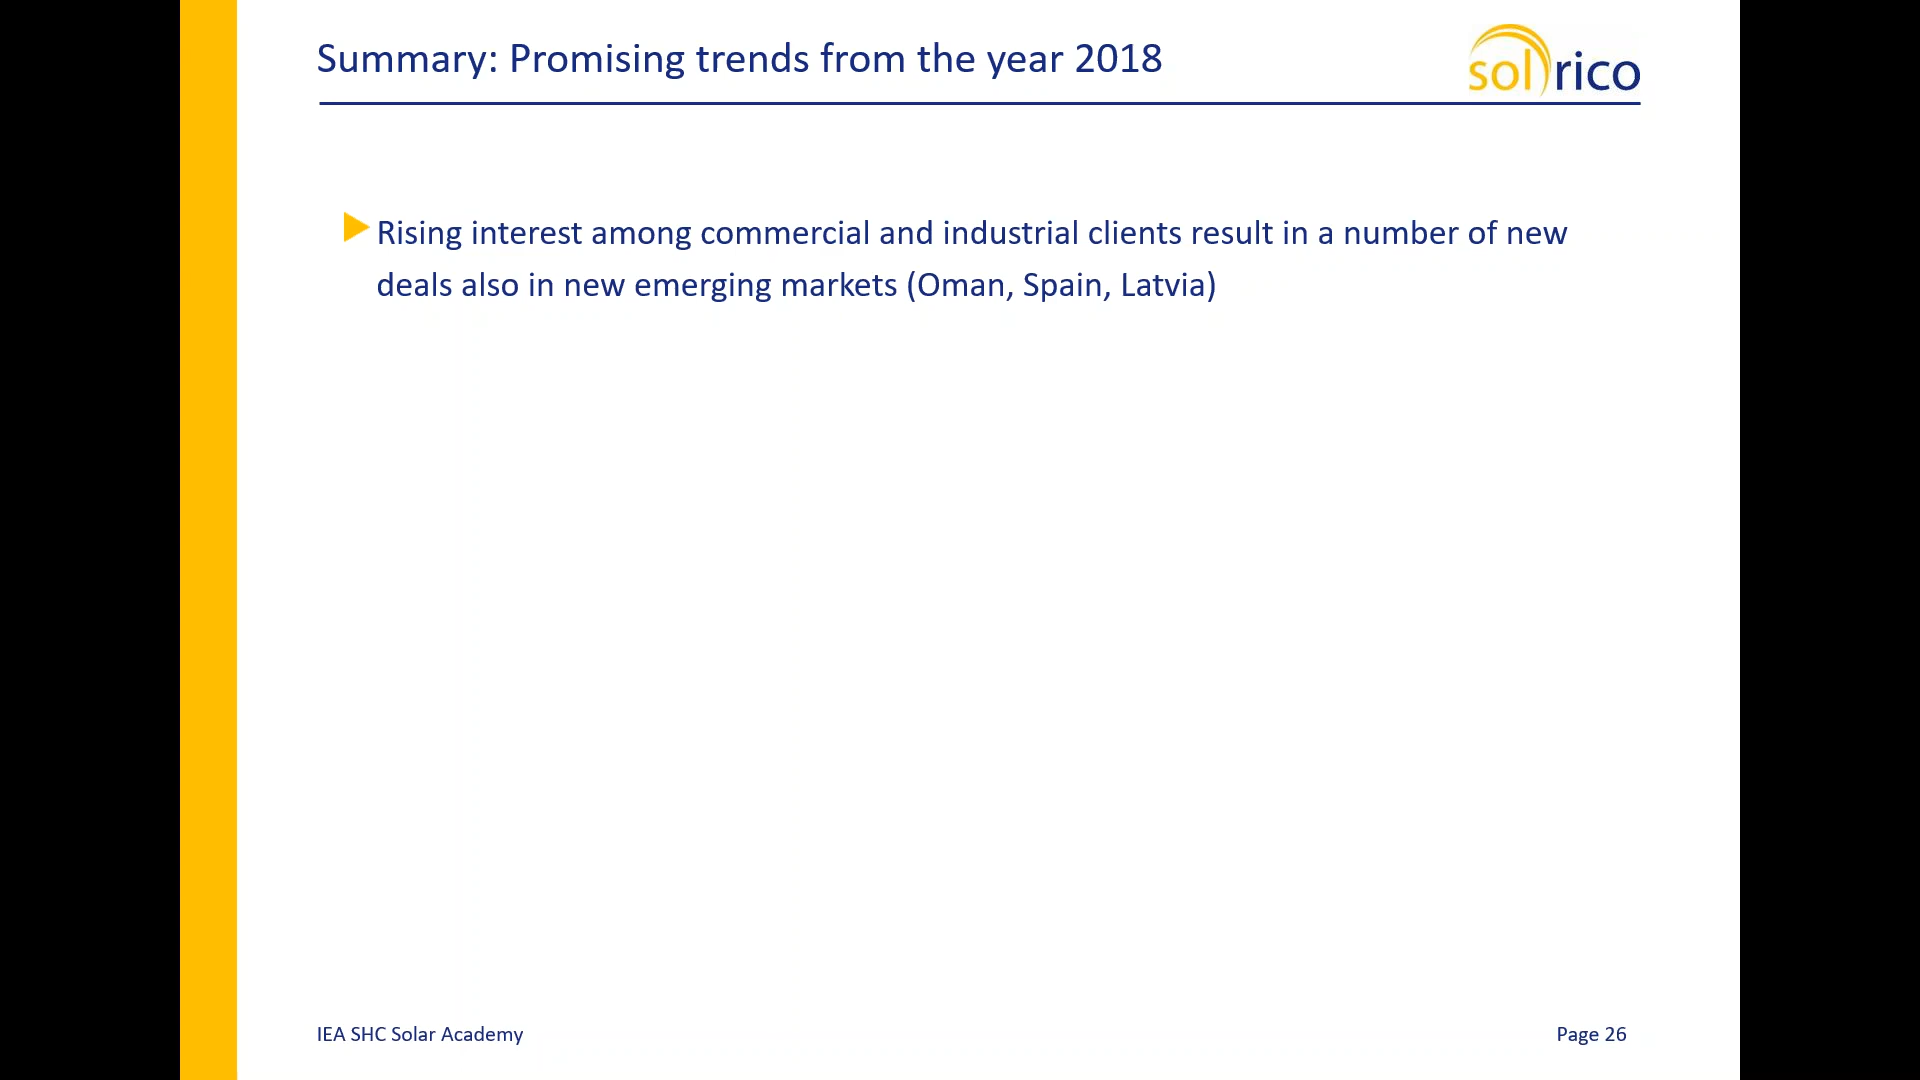 Summary: Promising trends from the year 2018
solrico
Rising interest among commercial and industrial clients result in a number of new
deals also in new emerging markets (Oman, Spain, Latvia)
IEA SHC Solar Academy
Page 26